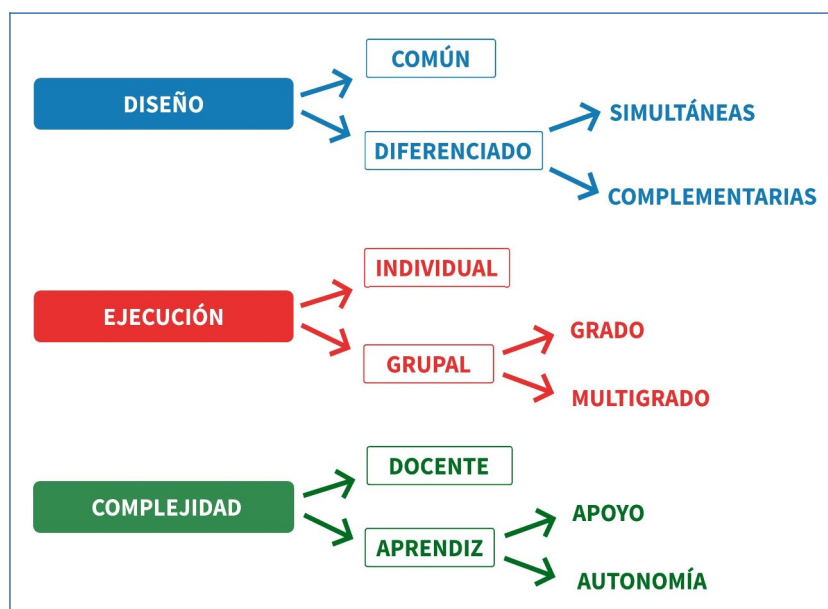 DISEÑO
COMÚN
DIFERENCIADO
SIMULTÁNEAS
COMPLEMENTARIAS
EJECUCIÓN
INDIVIDUAL
GRUPAL
GRADO
MULTIGRADO
COMPLEJIDAD
DOCENTE
APRENDIZ
APOYO
AUTONOMÍA